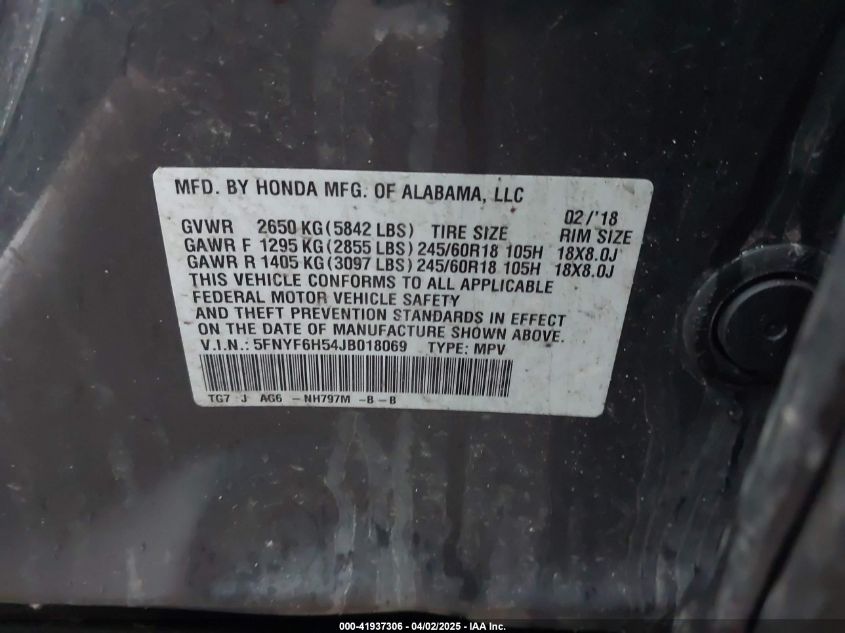 MFD. BY HONDA MFG. OF ALABAMA, LLC
02/'18
GVWR 2650 KG (5842 LBS) TIRE SIZE RIM SIZE
GAWR F 1295 KG (2855 LBS) 245/60R18 105H 18X8.0J
GAWR R 1405 KG (3097 LBS) 245/60R18 105H 18X8.0J
THIS VEHICLE CONFORMS TO ALL APPLICABLE
FEDERAL MOTOR VEHICLE SAFETY
AND THEFT PREVENTION STANDARDS IN EFFECT
ON THE DATE OF MANUFACTURE SHOWN ABOVE.
V.I.N.: 5FNYF6H54JB018069 TYPE: MPV
TG7 J AG6 - NH797M - B - B
000-41937306 - 04/02/2025 - IAA Inc.